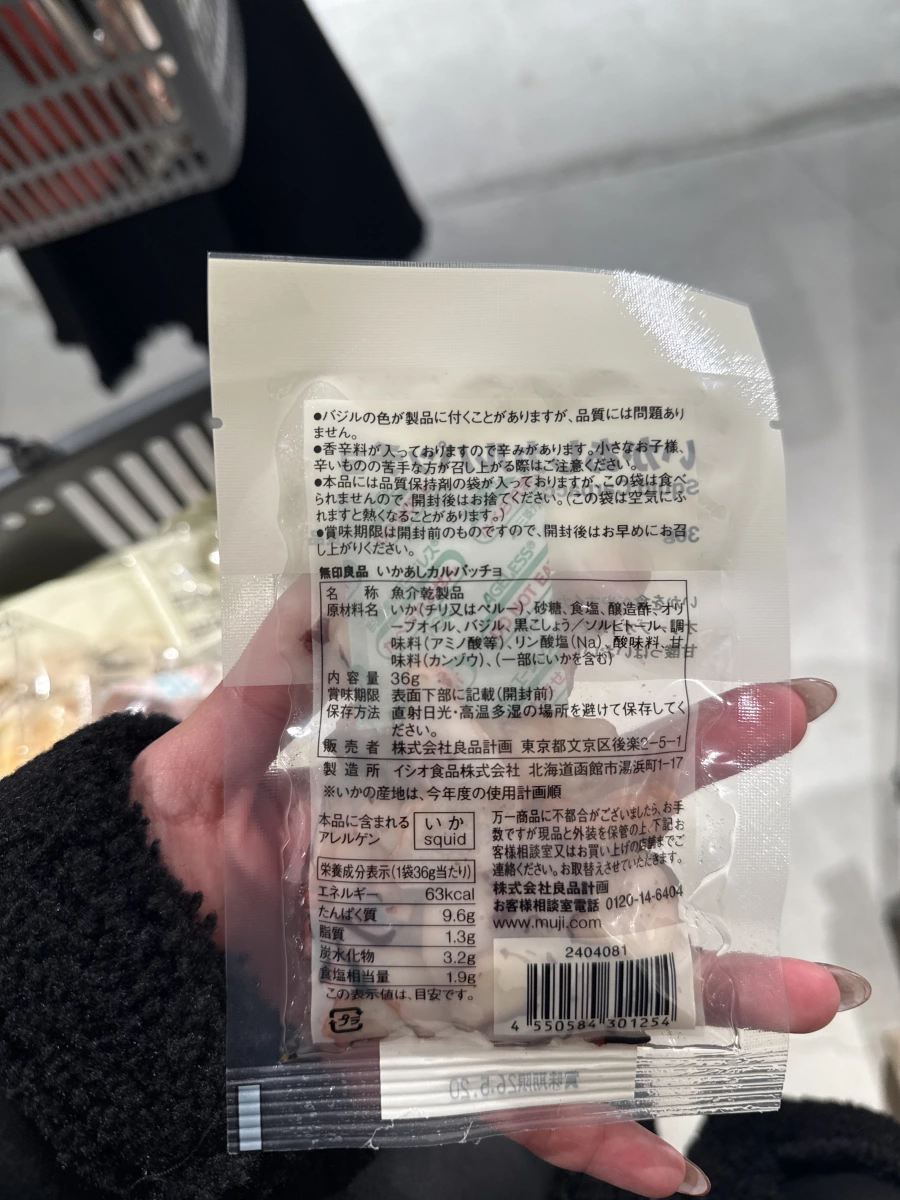 ●バジルの色が製品に付くことがありますが、品質には問題あり
ません。
●香辛料が入っておりますので辛みがあります。小さなお子様、
辛いものの苦手な方が召し上がる際はご注意ください。
●本品には品質保持剤の袋が入っておりますが、この袋は食べ
られませんので、開封後はお捨てください。(この袋は空気にふ
れますと熱くなることがあります。)
●賞味期限は開封前のものですので、開封後はお早めにお召
し上がりください。
無印良品 いかあしカルパッチョ
名称 魚介乾製品
原材料名 いか(チリ又はペルー)、砂糖、食塩、醸造酢、オリ
ーブオイル、バジル、黒こしょう/ソルビトール、調
味料(アミノ酸等)、リン酸塩(Na)、酸味料、甘
味料(カンゾウ)、(一部にいかを含む)
内容量 36g
賞味期限 表面下部に記載(開封前)
保存方法 直射日光・高温多湿の場所を避けて保存してく
ださい。
販売者 株式会社良品計画 東京都文京区後楽2-5-1
製造所 イシオ食品株式会社 北海道函館市湯浜町1-17
※いかの産地は、今年度の使用計画順
本品に含まれる
アレルゲン
いか
squid
栄養成分表示(1袋36g当たり)
エネルギー 63kcal
たんぱく質 9.6g
脂質 1.3g
炭水化物 3.2g
食塩相当量 1.9g
この表示値は、目安です。
プラ
万一商品に不都合がございましたら、お手
数ですが現品と外装を保管の上、下記お
客様相談室又はお買い上げの店舗までご
連絡ください。お取替えさせていただきます。
株式会社良品計画
お客様相談室電話 0120-14-6404
www.muji.com
2404081
4 550584 301254
賞味期限26.5.20